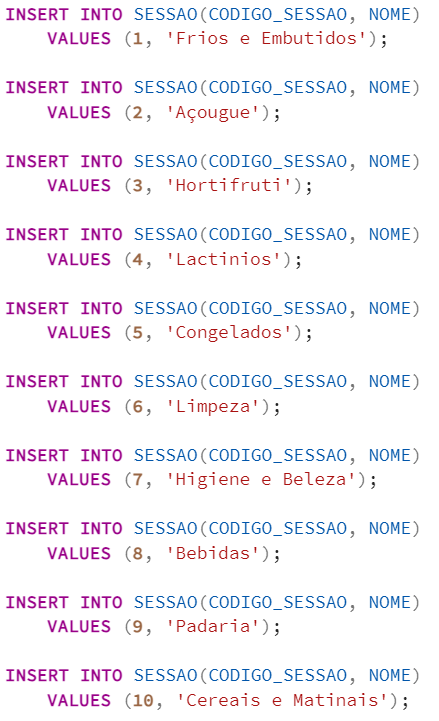 INSERT INTO SESSAO(CODIGO_SESSAO, NOME)
VALUES (1, 'Frios e Embutidos');
INSERT INTO SESSAO(CODIGO_SESSAO, NOME)
VALUES (2, 'Açougue');
INSERT INTO SESSAO(CODIGO_SESSAO, NOME)
VALUES (3, 'Hortifruti');
INSERT INTO SESSAO(CODIGO_SESSAO, NOME)
VALUES (4, 'Lactinios');
INSERT INTO SESSAO(CODIGO_SESSAO, NOME)
VALUES (5, 'Congelados');
INSERT INTO SESSAO(CODIGO_SESSAO, NOME)
VALUES (6, 'Limpeza');
INSERT INTO SESSAO(CODIGO_SESSAO, NOME)
VALUES (7, 'Higiene e Beleza');
INSERT INTO SESSAO(CODIGO_SESSAO, NOME)
VALUES (8, 'Bebidas');
INSERT INTO SESSAO(CODIGO_SESSAO, NOME)
VALUES (9, 'Padaria');
INSERT INTO SESSAO(CODIGO_SESSAO, NOME)
VALUES (10, 'Cereais e Matinais');